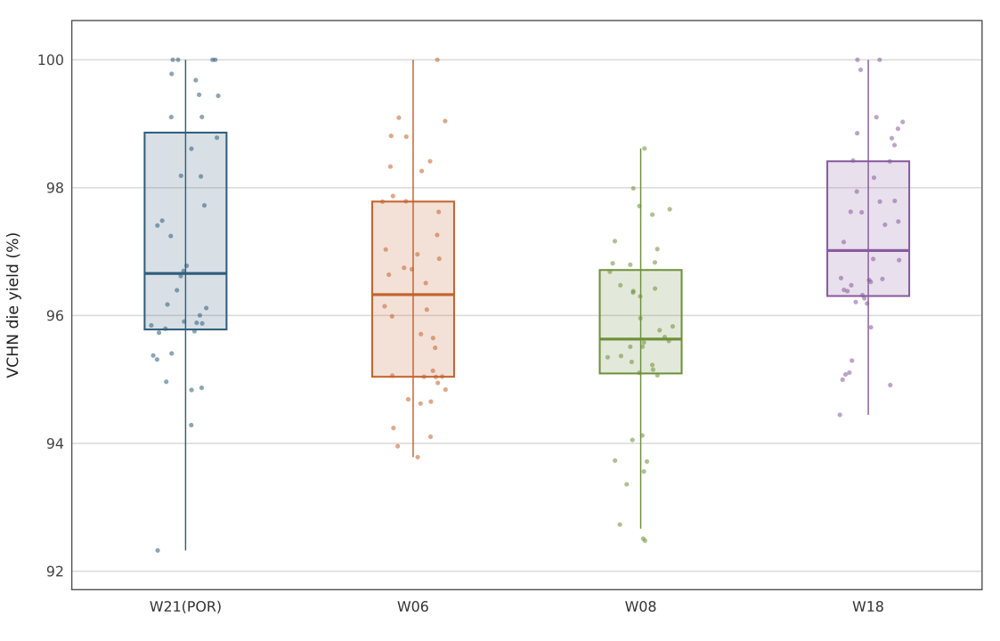 VCHN die yield (%)
100
98
96
94
92
W21(POR)
W06
W08
W18